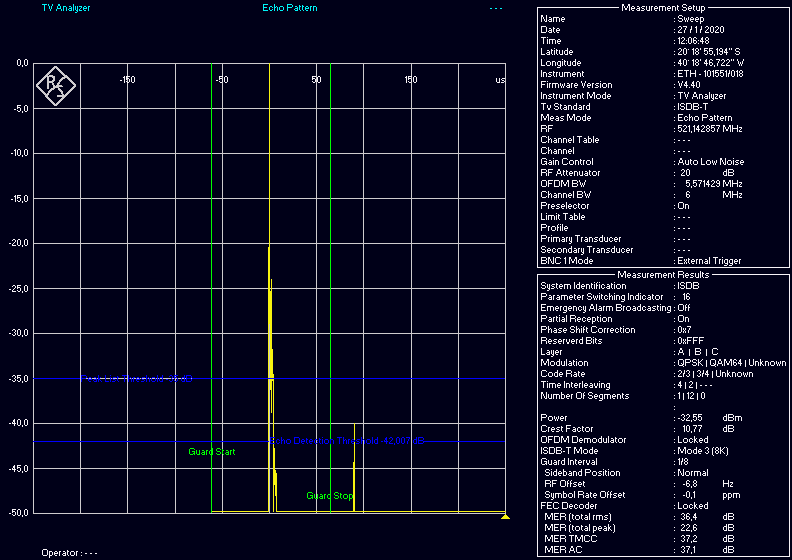 TV Analyzer Echo Pattern ---
0,0
-150 -50 50 150 us
-5,0
-10,0
-15,0
-20,0
-25,0
-30,0
-35,0
-40,0
Echo Detection Threshold -42,007dB
Guard Start
-45,0
Guard Stop
-50,0
Operator : ---
Measurement Setup
Name : Sweep
Date : 27 / 1 / 2020
Time : 12:06:48
Latitude : 20° 18' 55,194" S
Longitude : 40° 18' 46,722" W
Instrument : ETH - 101551/018
Firmware Version : V4.40
Instrument Mode : TV Analyzer
Tv Standard : ISDB-T
Meas Mode : Echo Pattern
RF : 521,142857 MHz
Channel Table : ---
Channel : ---
Gain Control : Auto Low Noise
RF Attenuator : 20 dB
OFDM BW : 5,571429 MHz
Channel BW : 6 MHz
Preselector : On
Limit Table : ---
Profile : ---
Primary Transducer : ---
Secondary Transducer : ---
BNC 1 Mode : External Trigger
Measurement Results
System Identification : ISDB
Parameter Switching Indicator : 16
Emergency Alarm Broadcasting : Off
Partial Reception : On
Phase Shift Correction : 0x7
Reserverd Bits : 0xFFF
Layer : A | B | C
Modulation : QPSK | QAM64 | Unknown
Code Rate : 2/3 | 3/4 | Unknown
Time Interleaving : 4 | 2 | ---
Number Of Segments : 1 | 12 | 0
:
Power : -32,55 dBm
Crest Factor : 10,77 dB
OFDM Demodulator : Locked
ISDB-T Mode : Mode 3 (8K)
Guard Interval : 1/8
Sideband Position : Normal
RF Offset : -6,8 Hz
Symbol Rate Offset : -0,1 ppm
FEC Decoder : Locked
MER (total rms) : 36,4 dB
MER (total peak) : 22,6 dB
MER TMCC : 37,2 dB
MER AC : 37,1 dB